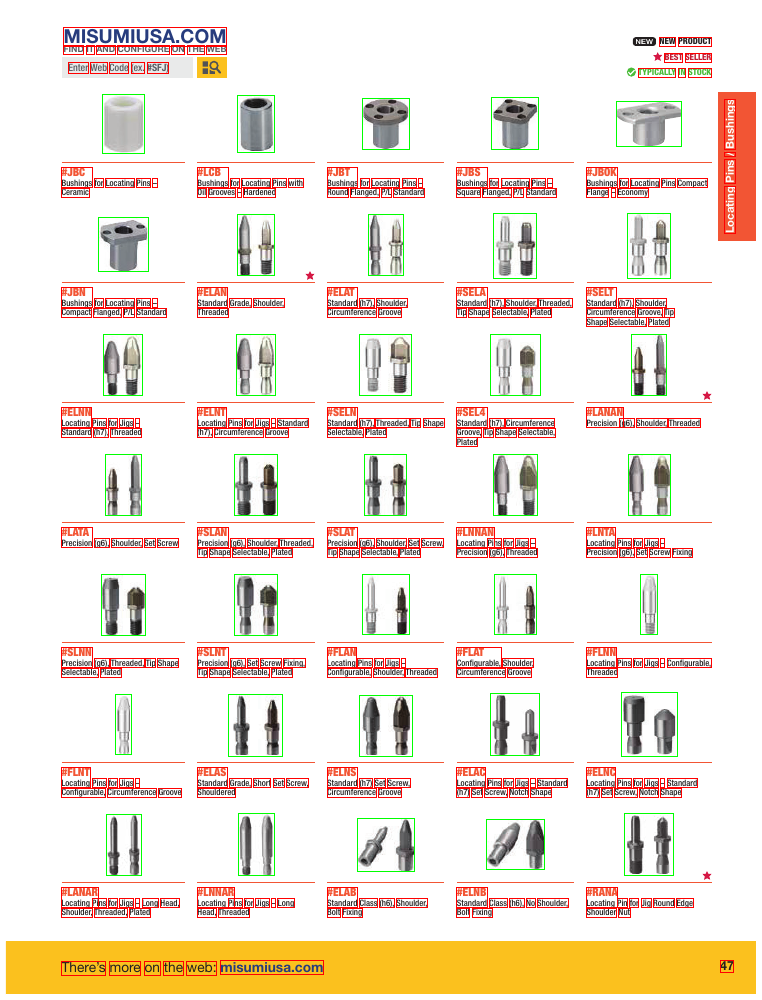 MISUMIUSA.COM
FIND IT AND CONFIGURE ON THE WEB
Enter Web Code (ex. #SFJ)
NEW NEW PRODUCT
BEST SELLER
TYPICALLY IN STOCK
Locating Pins / Bushings
#JBC
Bushings for Locating Pins –
Ceramic
#LCB
Bushings for Locating Pins with
Oil Grooves – Hardened
#JBT
Bushings for Locating Pins –
Round Flanged, P/L Standard
#JBS
Bushings for Locating Pins –
Square Flanged, P/L Standard
#JBOK
Bushings for Locating Pins Compact
Flange – Economy
#JBN
Bushings for Locating Pins –
Compact Flanged, P/L Standard
#ELAN
Standard Grade, Shoulder,
Threaded
#ELAT
Standard (h7), Shoulder,
Circumference Groove
#SELA
Standard (h7), Shoulder, Threaded,
Tip Shape Selectable, Plated
#SELT
Standard (h7), Shoulder,
Circumference Groove, Tip
Shape Selectable, Plated
#ELNN
Locating Pins for Jigs –
Standard (h7), Threaded
#ELNT
Locating Pins for Jigs – Standard
(h7), Circumference Groove
#SELN
Standard (h7), Threaded, Tip Shape
Selectable, Plated
#SEL4
Standard (h7), Circumference
Groove, Tip Shape Selectable,
Plated
#LANAN
Precision (g6), Shoulder, Threaded
#LATA
Precision (g6), Shoulder, Set Screw
#SLAN
Precision (g6), Shoulder, Threaded,
Tip Shape Selectable, Plated
#SLAT
Precision (g6), Shoulder, Set Screw,
Tip Shape Selectable, Plated
#LNNAN
Locating Pins for Jigs –
Precision (g6), Threaded
#LNTA
Locating Pins for Jigs –
Precision (g6), Set Screw Fixing
#SLNN
Precision (g6), Threaded, Tip Shape
Selectable, Plated
#SLNT
Precision (g6), Set Screw Fixing,
Tip Shape Selectable, Plated
#FLAN
Locating Pins for Jigs –
Configurable, Shoulder, Threaded
#FLAT
Configurable, Shoulder,
Circumference Groove
#FLNN
Locating Pins for Jigs – Configurable,
Threaded
#FLNT
Locating Pins for Jigs –
Configurable, Circumference Groove
#ELAS
Standard Grade, Short Set Screw,
Shouldered
#ELNS
Standard (h7) Set Screw,
Circumference Groove
#ELAC
Locating Pins for Jigs – Standard
(h7) Set Screw, Notch Shape
#ELNC
Locating Pins for Jigs – Standard
(h7) Set Screw, Notch Shape
#LANAR
Locating Pins for Jigs – Long Head,
Shoulder, Threaded, Plated
#LNNAR
Locating Pins for Jigs – Long
Head, Threaded
#ELAB
Standard Class (h6), Shoulder,
Bolt Fixing
#ELNB
Standard Class (h6), No Shoulder,
Bolt Fixing
#RANA
Locating Pin for Jig Round Edge
Shoulder Nut
There's more on the web: misumiusa.com
47